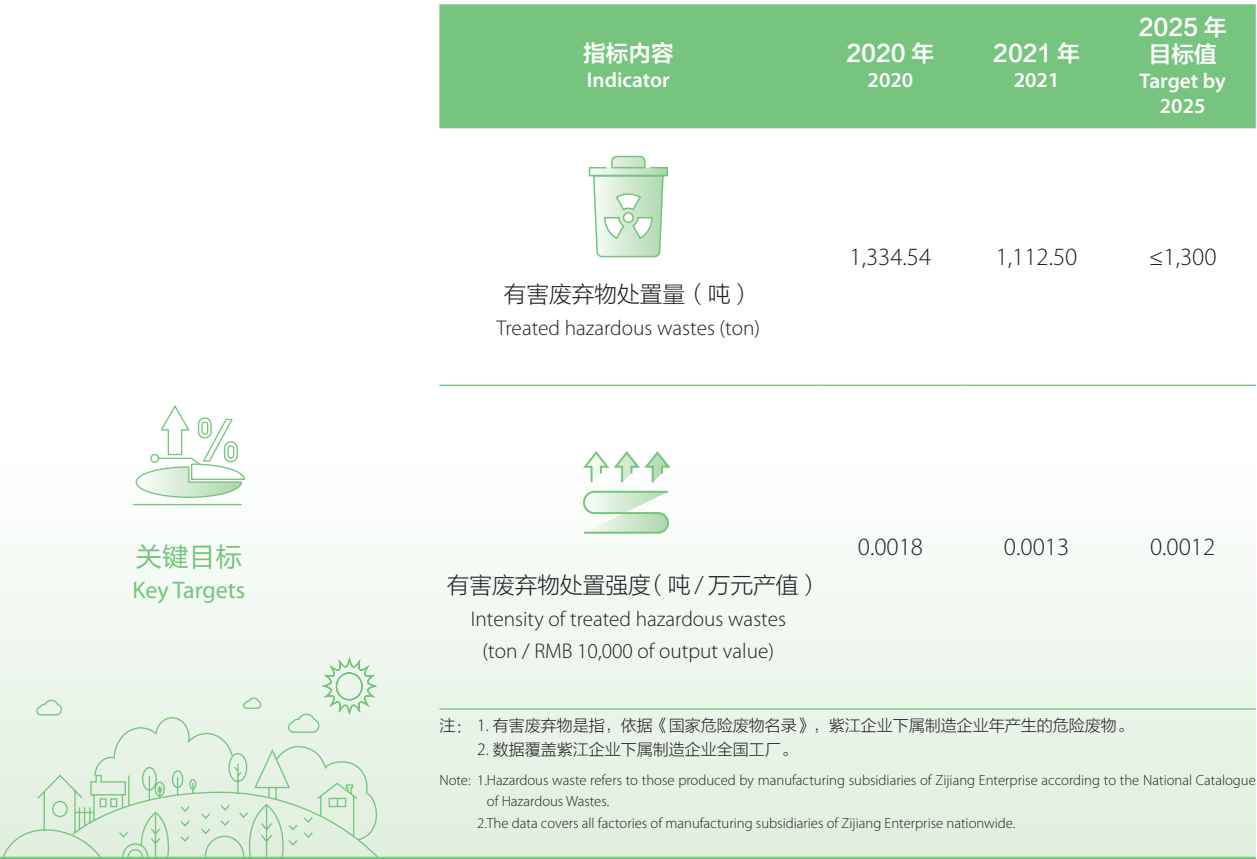 指标内容
Indicator
2020 年
2020
2021 年
2021
2025 年
目标值
Target by
2025
有害废弃物处置量（吨）
Treated hazardous wastes (ton)
1,334.54
1,112.50
≤1,300
%
关键目标
Key Targets
有害废弃物处置强度（吨/万元产值）
Intensity of treated hazardous wastes
(ton / RMB 10,000 of output value)
0.0018
0.0013
0.0012
注： 1. 有害废弃物是指，依据《国家危险废物名录》，紫江企业下属制造企业年产生的危险废物。
2. 数据覆盖紫江企业下属制造企业全国工厂。
Note: 1.Hazardous waste refers to those produced by manufacturing subsidiaries of Zijiang Enterprise according to the National Catalogue
of Hazardous Wastes.
2.The data covers all factories of manufacturing subsidiaries of Zijiang Enterprise nationwide.